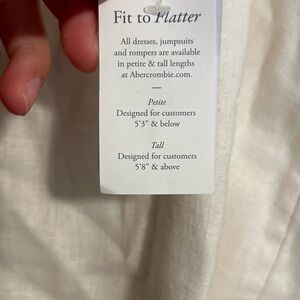 Fit to Flatter
All dresses, jumpsuits
and rompers are available
in petite & tall lengths
at Abercrombie.com.
—
Petite
Designed for customers
5'3" & below
Tall
Designed for customers
5'8" & above